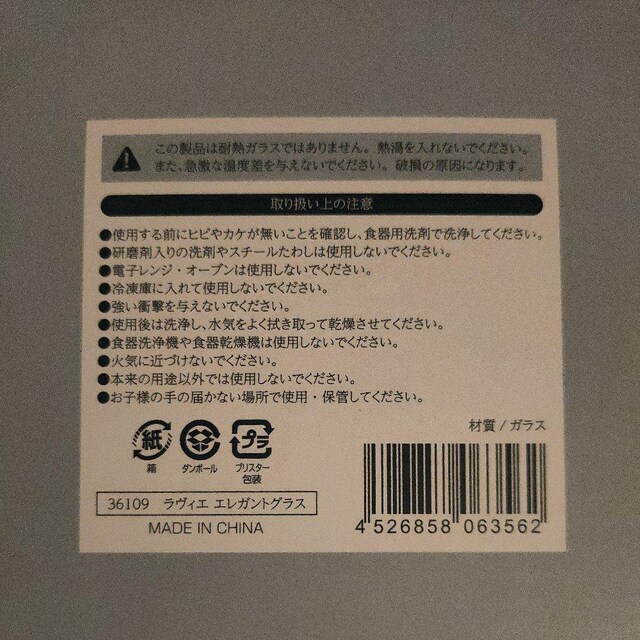 この製品は耐熱ガラスではありません。熱湯を入れないでください。
また、急激な温度差を与えないでください。破損の原因になります。
取り扱い上の注意
●使用する前にヒビやカケが無いことを確認し、食器用洗剤で洗浄してください。
●研磨剤入りの洗剤やスチールたわしは使用しないでください。
●電子レンジ・オーブンは使用しないでください。
●冷凍庫に入れて使用しないでください。
●強い衝撃を与えないでください。
●使用後は洗浄し、水気をよく拭き取って乾燥させてください。
●食器洗浄機や食器乾燥機は使用しないでください。
●火気に近づけないでください。
●本来の用途以外では使用しないでください。
●お子様の手の届かない場所で使用・保管してください。
材質/ガラス
紙
プラ
箱
ダンボール
ブリスター
包装
36109 ラヴィエ エレガントグラス
MADE IN CHINA
4 526858 063562